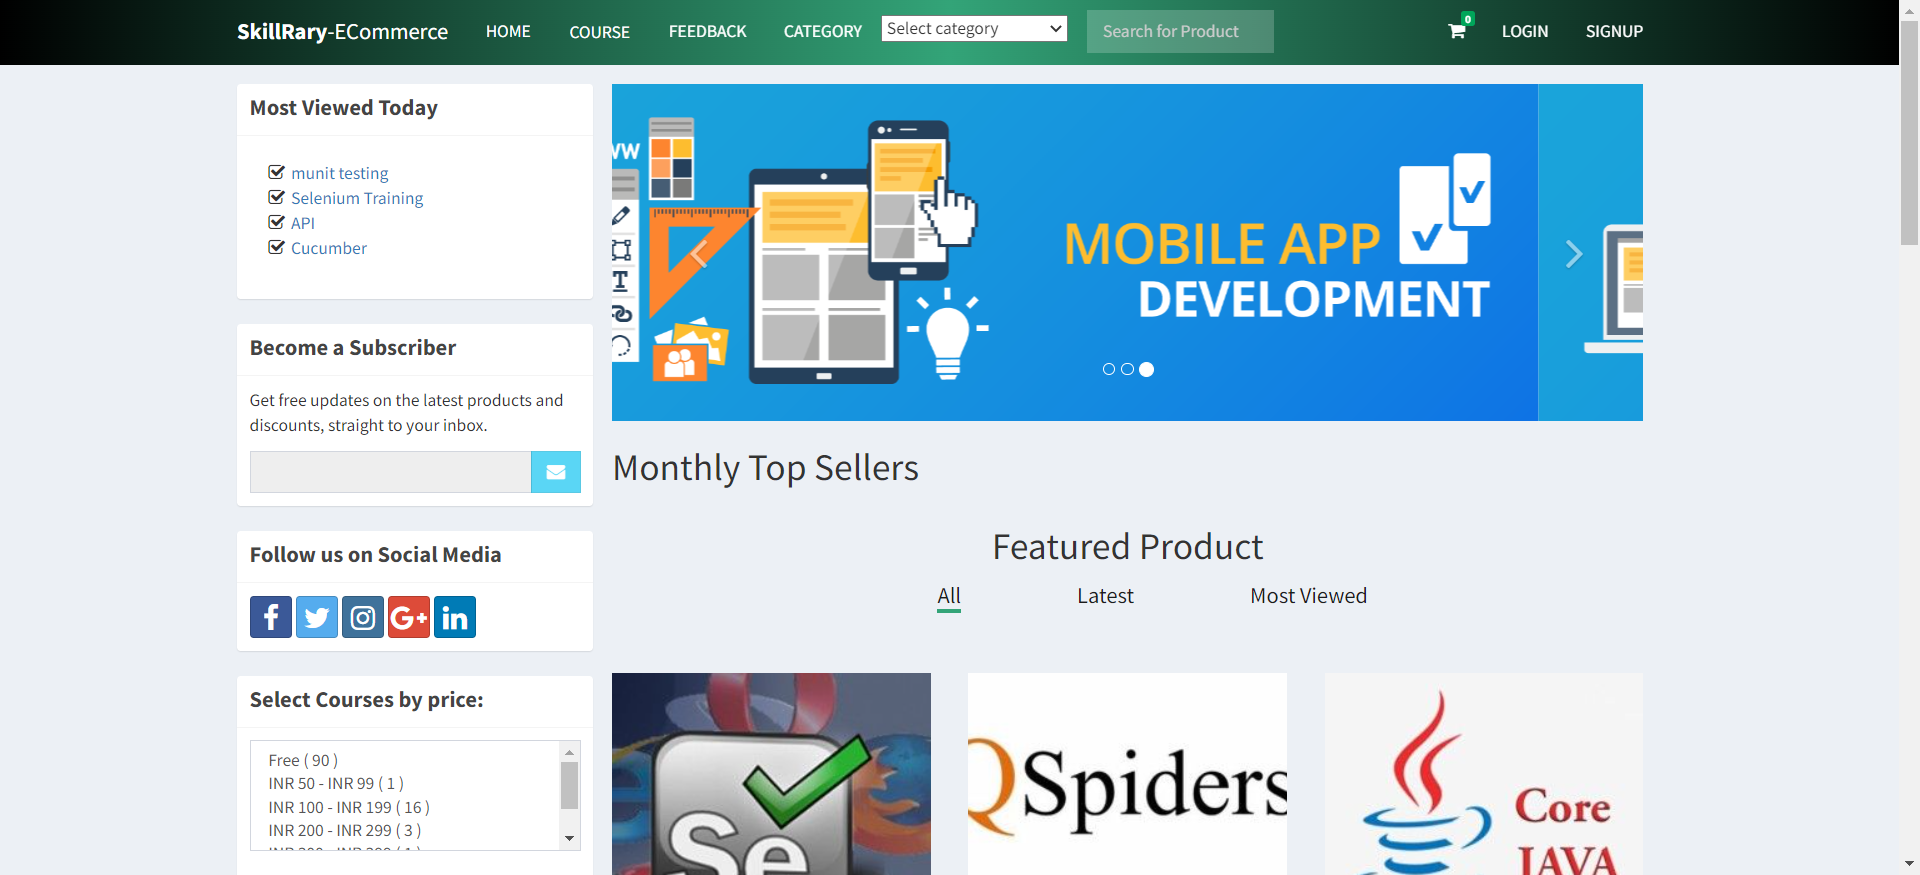 SkillRary-ECommerce
HOME
COURSE
FEEDBACK
CATEGORY
Select category
Search for Product
0
LOGIN
SIGNUP
Most Viewed Today
munit testing
Selenium Training
API
Cucumber
Become a Subscriber
Get free updates on the latest products and
discounts, straight to your inbox.
Follow us on Social Media
Select Courses by price:
Free ( 90 )
INR 50 - INR 99 ( 1 )
INR 100 - INR 199 ( 16 )
INR 200 - INR 299 ( 3 )
MOBILE APP
DEVELOPMENT
Monthly Top Sellers
Featured Product
All
Latest
Most Viewed
Se
QSpiders
Core
JAVA